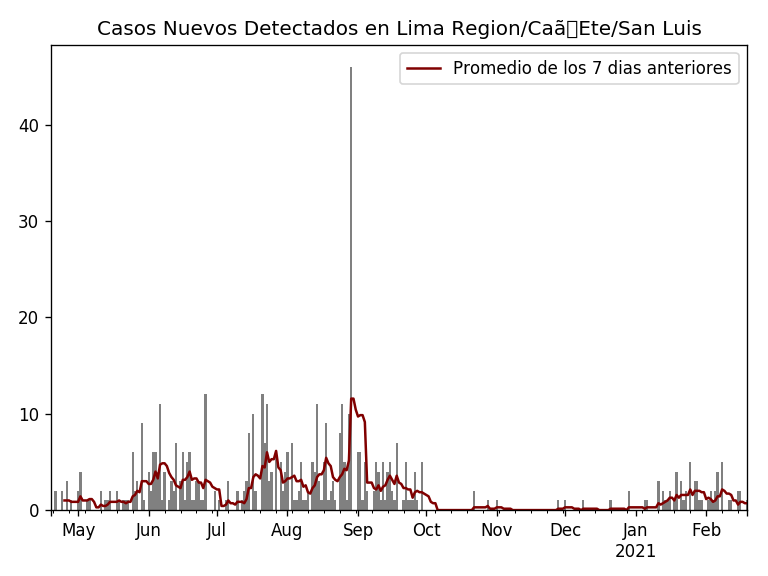 Casos Nuevos Detectados en Lima Region/Caã▯Ete/San Luis
Promedio de los 7 dias anteriores
40
30
20
10
0
May Jun Jul Aug Sep Oct Nov Dec Jan Feb
2021